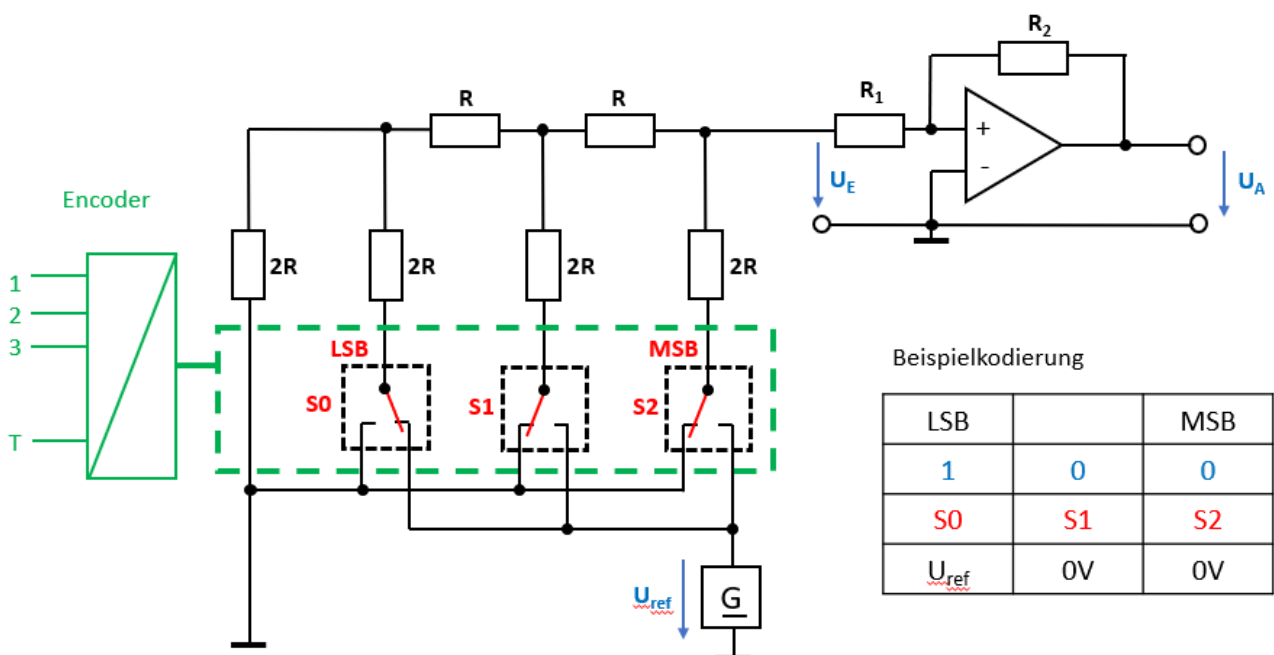 R₂
R
R
R₁
+
-
U_E
U_A
Encoder
2R
2R
2R
2R
1
2
3
T
LSB
MSB
S0
S1
S2
Beispielkodierung
LSB MSB
1 0 0
S0 S1 S2
U_ref 0V 0V
U_ref
G